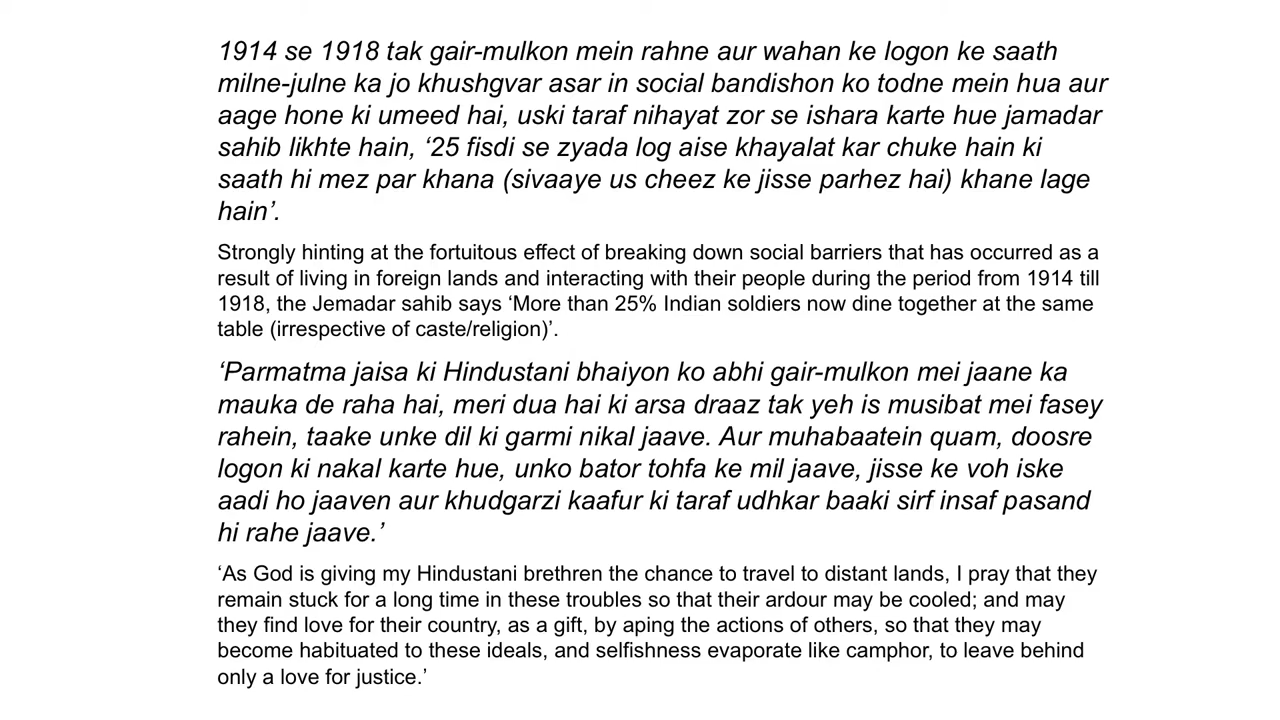 1914 se 1918 tak gair-mulkon mein rahne aur wahan ke logon ke saath
milne-julne ka jo khushgvar asar in social bandishon ko todne mein hua aur
aage hone ki umeed hai, uski taraf nihayat zor se ishara karte hue jamadar
sahib likhte hain, ‘25 fisdi se zyada log aise khayalat kar chuke hain ki
saath hi mez par khana (sivaaye us cheez ke jisse parhez hai) khane lage
hain’.
Strongly hinting at the fortuitous effect of breaking down social barriers that has occurred as a
result of living in foreign lands and interacting with their people during the period from 1914 till
1918, the Jemadar sahib says ‘More than 25% Indian soldiers now dine together at the same
table (irrespective of caste/religion)’.
‘Parmatma jaisa ki Hindustani bhaiyon ko abhi gair-mulkon mei jaane ka
mauka de raha hai, meri dua hai ki arsa draaz tak yeh is musibat mei fasey
rahein, taake unke dil ki garmi nikal jaave. Aur muhabaatein quam, doosre
logon ki nakal karte hue, unko bator tohfa ke mil jaave, jisse ke voh iske
aadi ho jaaven aur khudgarzi kaafur ki taraf udhkar baaki sirf insaf pasand
hi rahe jaave.’
‘As God is giving my Hindustani brethren the chance to travel to distant lands, I pray that they
remain stuck for a long time in these troubles so that their ardour may be cooled; and may
they find love for their country, as a gift, by aping the actions of others, so that they may
become habituated to these ideals, and selfishness evaporate like camphor, to leave behind
only a love for justice.’